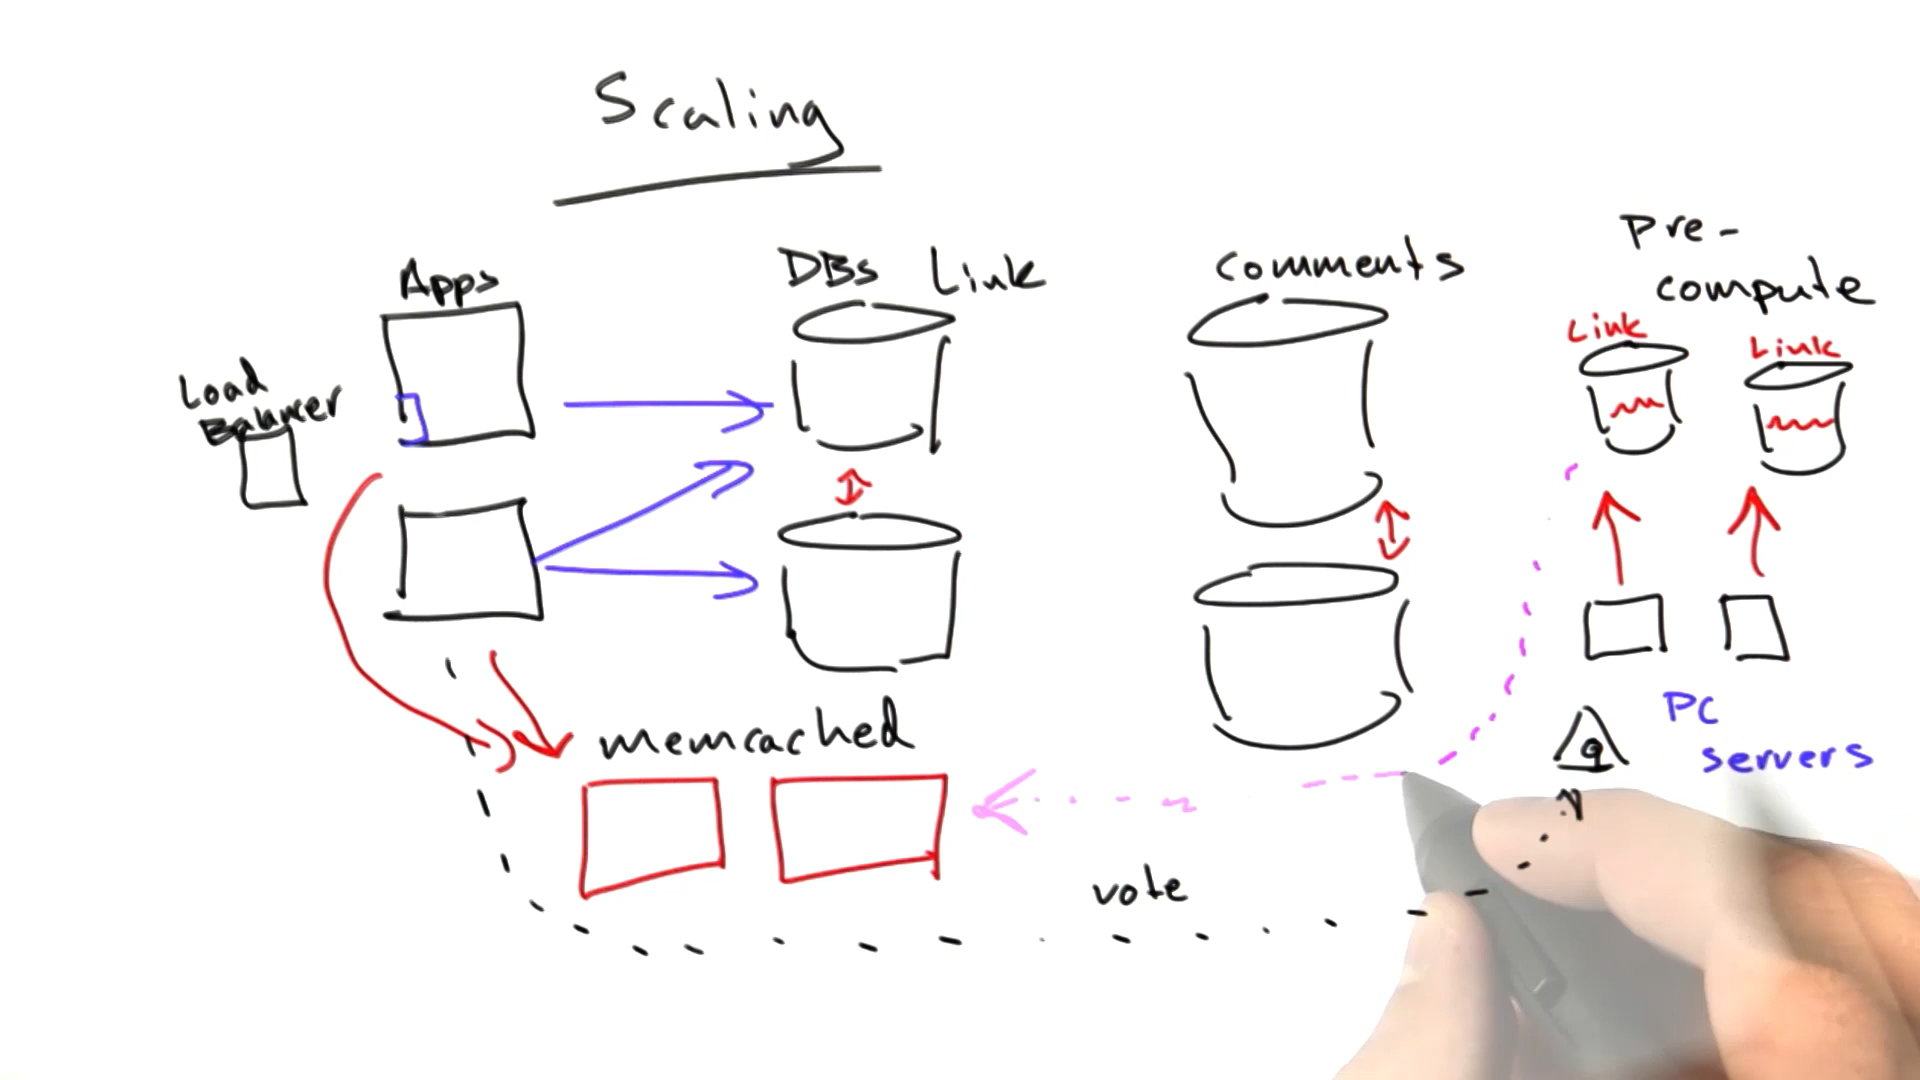 Scaling
Apps
DBs Link
Comments
Pre-
compute
Link
Link
Load
Balancer
PC
servers
q
memcached
vote